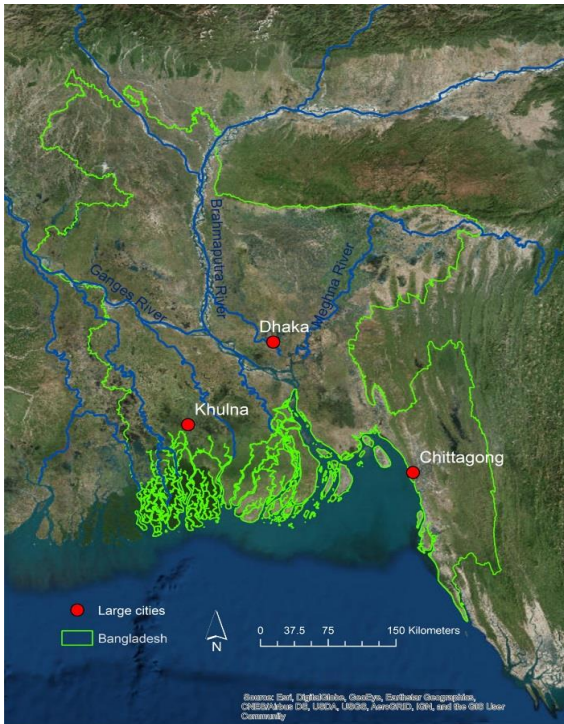 Brahmaputra River
Ganges River
Meghna River
Dhaka
Khulna
Chittagong
Large cities
Bangladesh
N
0 37.5 75 150 Kilometers
Source: Esri, DigitalGlobe, GeoEye, Earthstar Geographics,
CNES/Airbus DS, USDA, USGS, AeroGRID, IGN, and the GIS User
Community